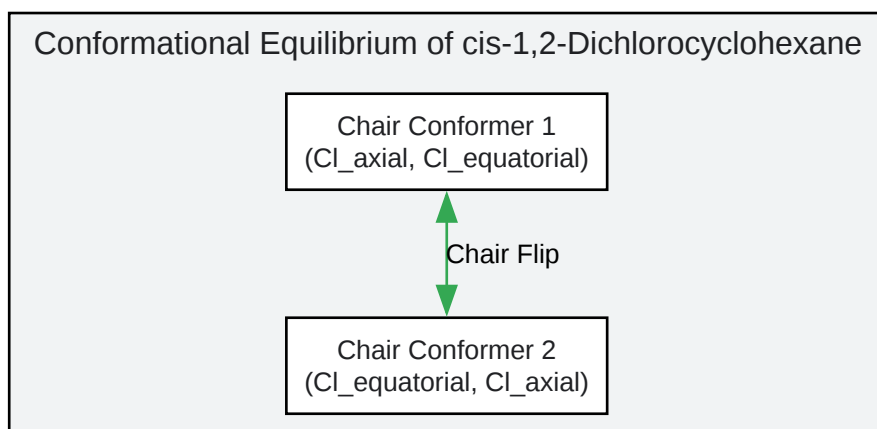 Conformational Equilibrium of cis-1,2-Dichlorocyclohexane
Chair Conformer 1
(Cl_axial, Cl_equatorial)
Chair Flip
Chair Conformer 2
(Cl_equatorial, Cl_axial)